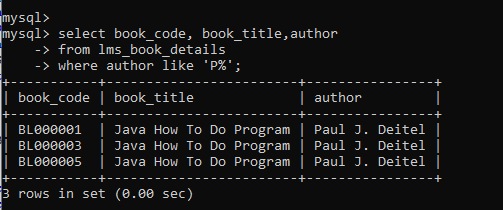 mysql>
mysql> select book_code, book_title,author
    -> from lms_book_details
    -> where author like 'P%';
+-----------+------------------------+----------------+
| book_code | book_title             | author         |
+-----------+------------------------+----------------+
| BL000001  | Java How To Do Program | Paul J. Deitel |
| BL000003  | Java How To Do Program | Paul J. Deitel |
| BL000005  | Java How To Do Program | Paul J. Deitel |
+-----------+------------------------+----------------+
3 rows in set (0.00 sec)